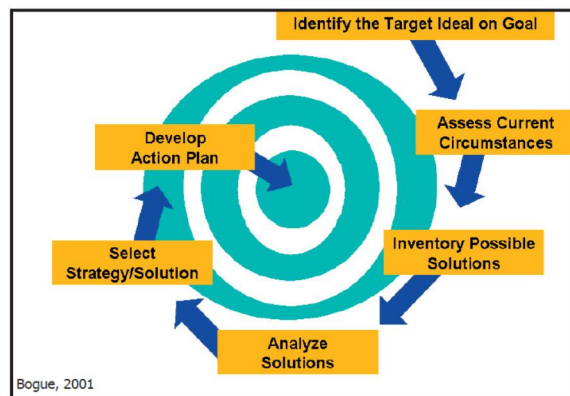 Identify the Target Ideal on Goal
Assess Current
Circumstances
Inventory Possible
Solutions
Analyze
Solutions
Select
Strategy/Solution
Develop
Action Plan
Bogue, 2001